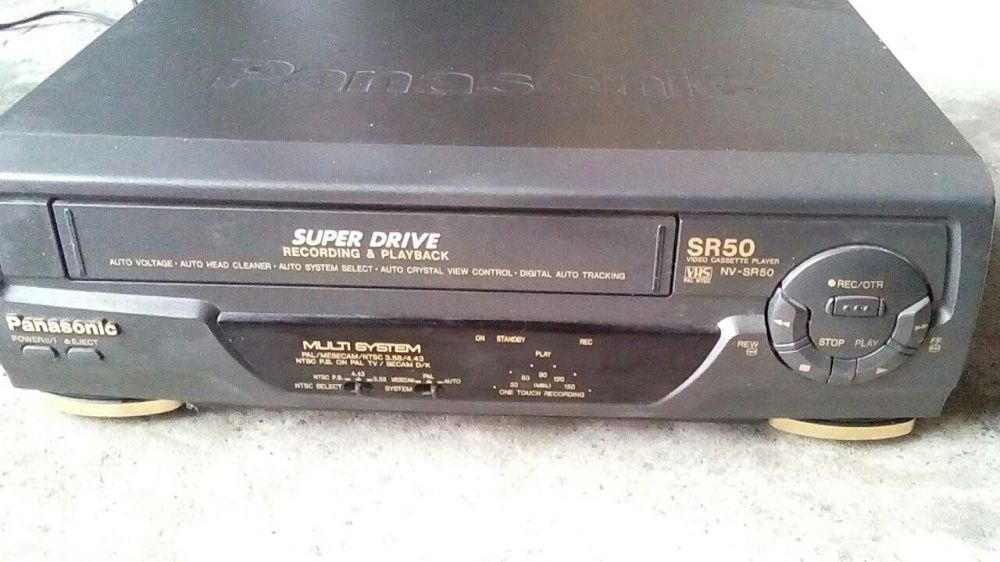 Panasonic
SUPER DRIVE
RECORDING & PLAYBACK
AUTO VOLTAGE · AUTO HEAD CLEANER · AUTO SYSTEM SELECT · AUTO CRYSTAL VIEW CONTROL · DIGITAL AUTO TRACKING
SR50
VIDEO CASSETTE PLAYER
VHS NV-SR50
PAL NTSC
REC/OTR
REW
STOP PLAY
FF
Panasonic
POWER /I EJECT
MULTI SYSTEM
PAL/MESECAM/NTSC 3.58/4.43
NTSC P.B. ON PAL TV / SECAM D/K
NTSC P.B. 4.43 3.58 MESECAM PAL AUTO
NTSC SELECT SYSTEM
ON STANDBY REC
PLAY
60 90 120
30 (MIN.) 150
ONE TOUCH RECORDING